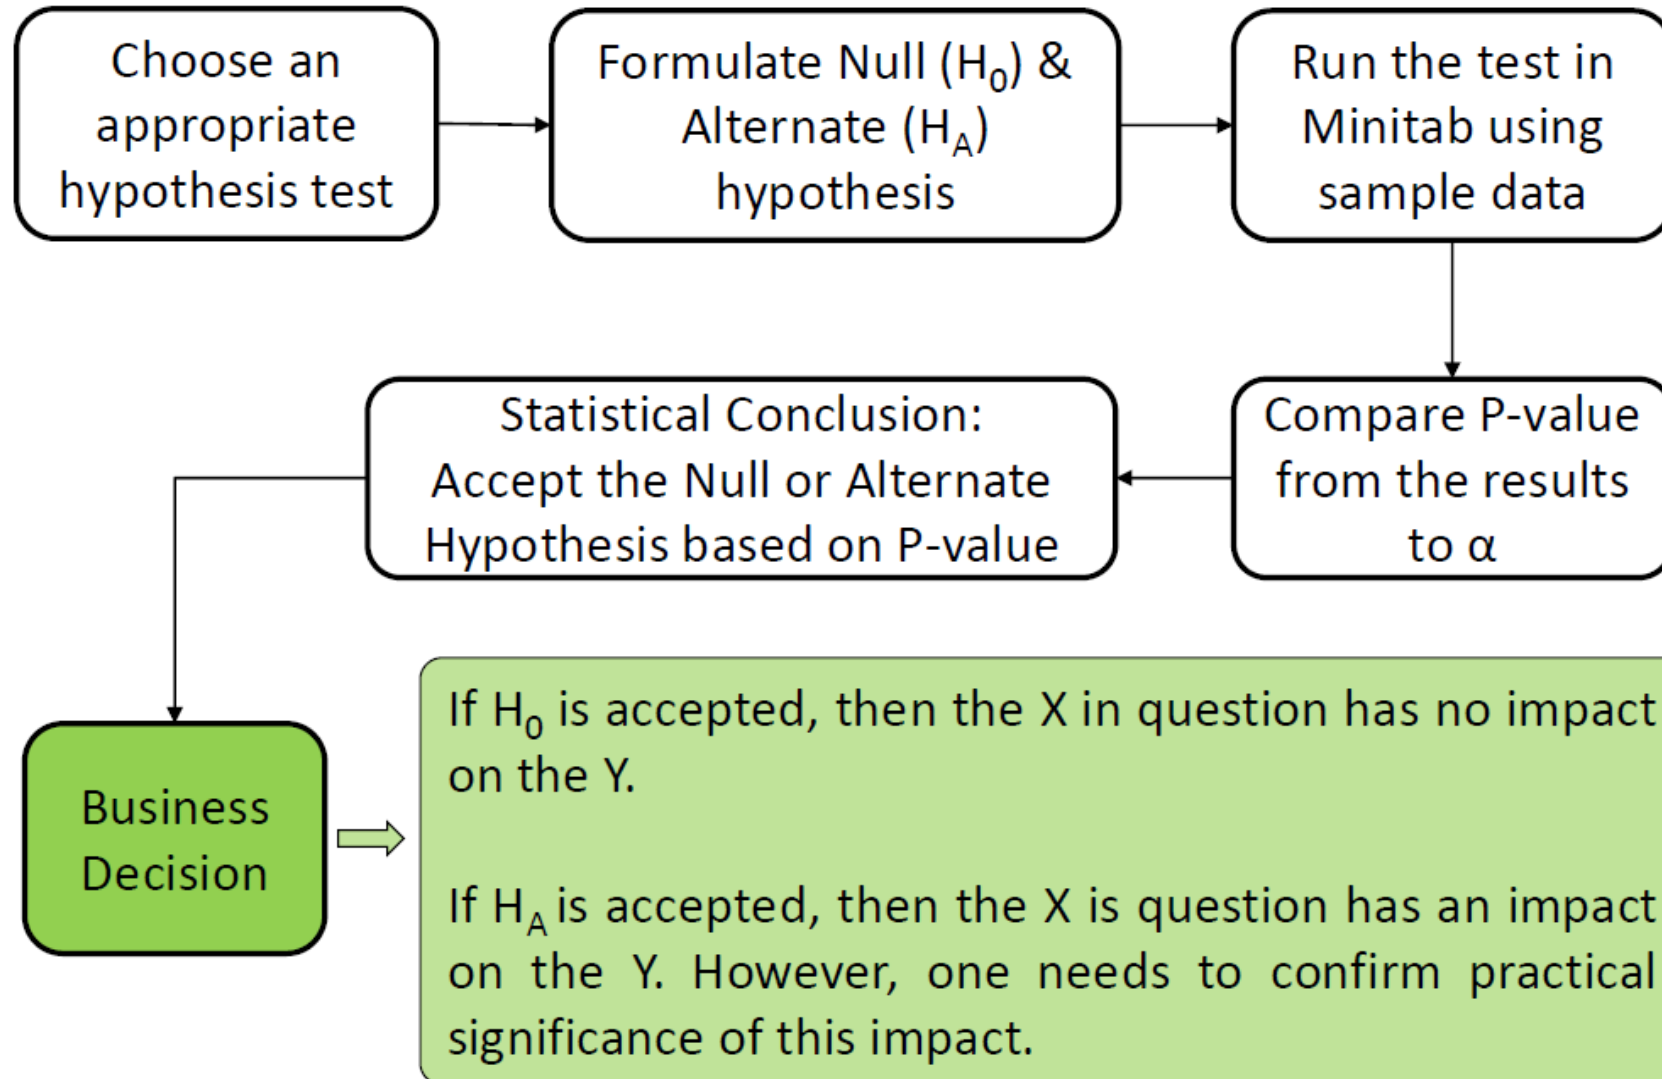 Choose an
appropriate
hypothesis test
Formulate Null (H₀) &
Alternate (H_A)
hypothesis
Run the test in
Minitab using
sample data
Compare P-value
from the results
to α
Statistical Conclusion:
Accept the Null or Alternate
Hypothesis based on P-value
Business
Decision
If H₀ is accepted, then the X in question has no impact
on the Y.
If H_A is accepted, then the X is question has an impact
on the Y. However, one needs to confirm practical
significance of this impact.